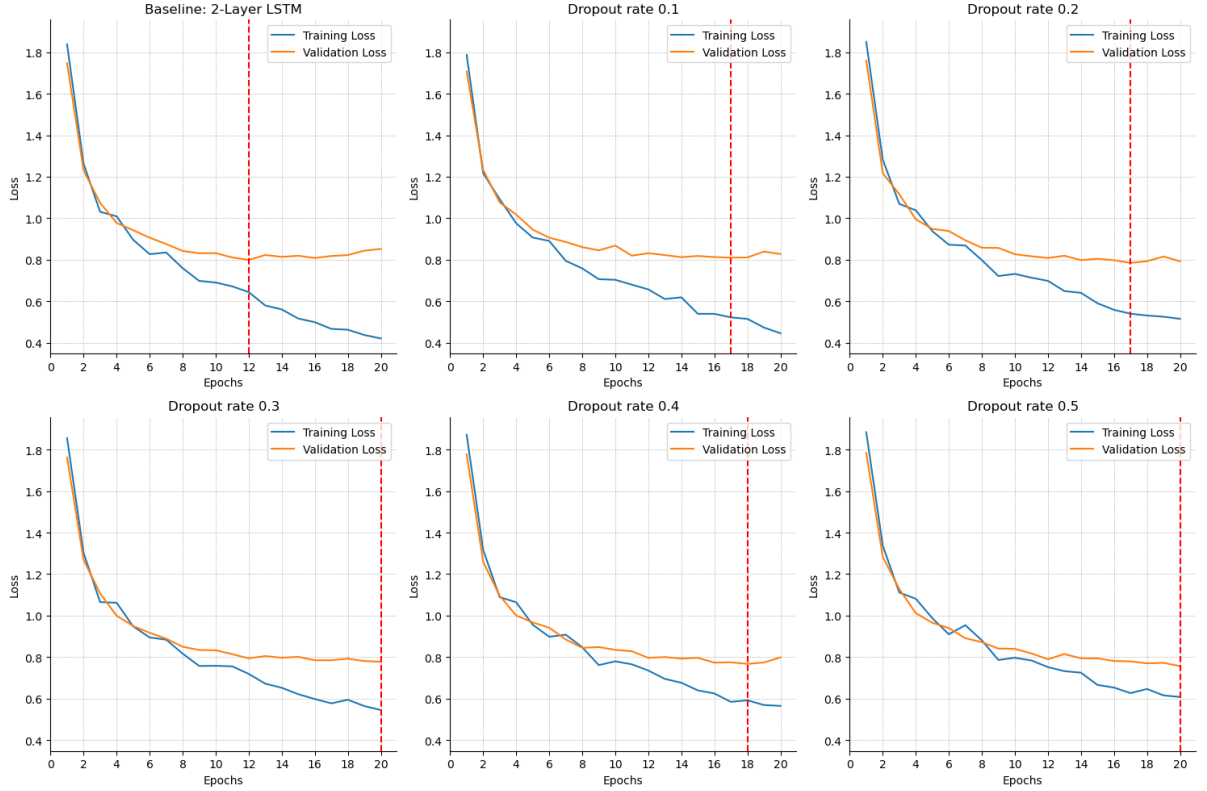 Baseline: 2-Layer LSTM
Training Loss
Validation Loss
Loss
1.8
1.6
1.4
1.2
1.0
0.8
0.6
0.4
0 2 4 6 8 10 12 14 16 18 20
Epochs
Dropout rate 0.1
Training Loss
Validation Loss
Loss
1.8
1.6
1.4
1.2
1.0
0.8
0.6
0.4
0 2 4 6 8 10 12 14 16 18 20
Epochs
Dropout rate 0.2
Training Loss
Validation Loss
Loss
1.8
1.6
1.4
1.2
1.0
0.8
0.6
0.4
0 2 4 6 8 10 12 14 16 18 20
Epochs
Dropout rate 0.3
Training Loss
Validation Loss
Loss
1.8
1.6
1.4
1.2
1.0
0.8
0.6
0.4
0 2 4 6 8 10 12 14 16 18 20
Epochs
Dropout rate 0.4
Training Loss
Validation Loss
Loss
1.8
1.6
1.4
1.2
1.0
0.8
0.6
0.4
0 2 4 6 8 10 12 14 16 18 20
Epochs
Dropout rate 0.5
Training Loss
Validation Loss
Loss
1.8
1.6
1.4
1.2
1.0
0.8
0.6
0.4
0 2 4 6 8 10 12 14 16 18 20
Epochs